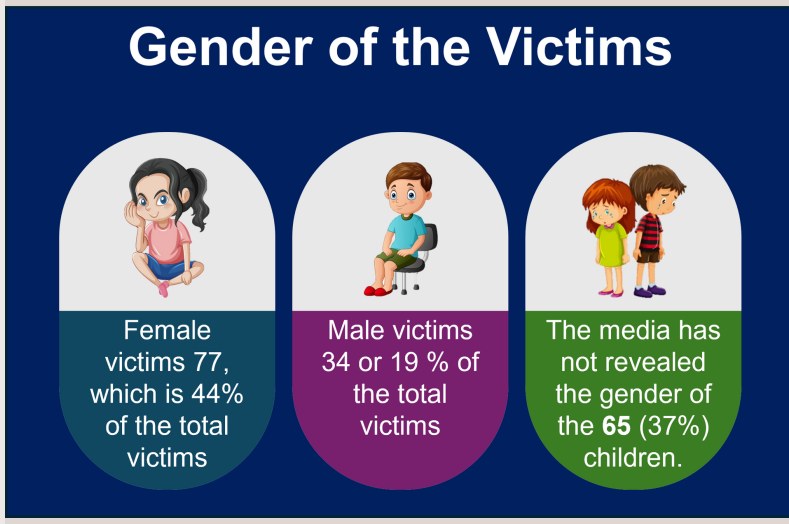 Gender of the Victims
Female
victims 77,
which is 44%
of the total
victims
Male victims
34 or 19 % of
the total
victims
The media has
not revealed
the gender of
the 65 (37%)
children.